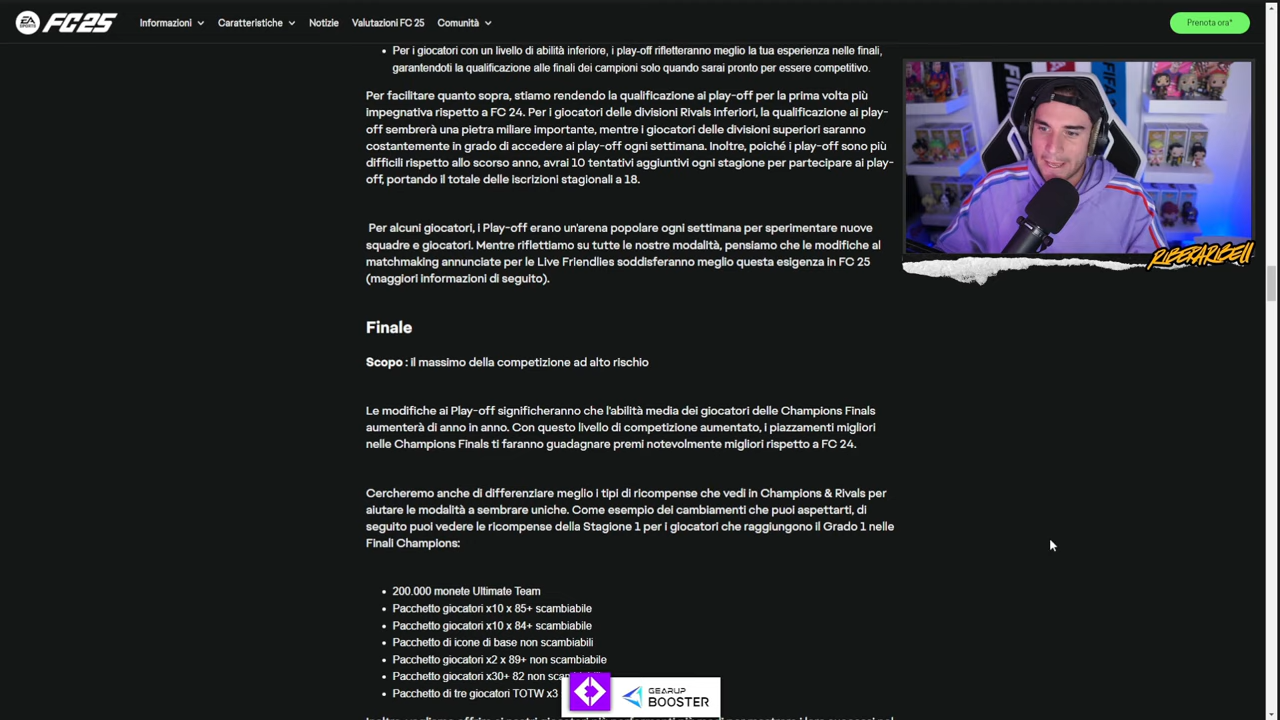 EA SPORTS FC25
Informazioni
Caratteristiche
Notizie
Valutazioni FC 25
Comunità
Prenota ora*
• Per i giocatori con un livello di abilità inferiore, i play-off rifletteranno meglio la tua esperienza nelle finali,
garantendoti la qualificazione alle finali dei campioni solo quando sarai pronto per essere competitivo.
Per facilitare quanto sopra, stiamo rendendo la qualificazione ai play-off per la prima volta più
impegnativa rispetto a FC 24. Per i giocatori delle divisioni Rivals inferiori, la qualificazione ai play-
off sembrerà una pietra miliare importante, mentre i giocatori delle divisioni superiori saranno
costantemente in grado di accedere ai play-off ogni settimana. Inoltre, poiché i play-off sono più
difficili rispetto allo scorso anno, avrai 10 tentativi aggiuntivi ogni stagione per partecipare ai play-
off, portando il totale delle iscrizioni stagionali a 18.
Per alcuni giocatori, i Play-off erano un'arena popolare ogni settimana per sperimentare nuove
squadre e giocatori. Mentre riflettiamo su tutte le nostre modalità, pensiamo che le modifiche al
matchmaking annunciate per le Live Friendlies soddisferanno meglio questa esigenza in FC 25
(maggiori informazioni di seguito).
Finale
Scopo : il massimo della competizione ad alto rischio
Le modifiche ai Play-off significheranno che l'abilità media dei giocatori delle Champions Finals
aumenterà di anno in anno. Con questo livello di competizione aumentato, i piazzamenti migliori
nelle Champions Finals ti faranno guadagnare premi notevolmente migliori rispetto a FC 24.
Cercheremo anche di differenziare meglio i tipi di ricompense che vedi in Champions & Rivals per
aiutare le modalità a sembrare uniche. Come esempio dei cambiamenti che puoi aspettarti, di
seguito puoi vedere le ricompense della Stagione 1 per i giocatori che raggiungono il Grado 1 nelle
Finali Champions:
• 200.000 monete Ultimate Team
• Pacchetto giocatori x10 x 85+ scambiabile
• Pacchetto giocatori x10 x 84+ scambiabile
• Pacchetto di icone di base non scambiabili
• Pacchetto giocatori x2 x 89+ non scambiabile
• Pacchetto giocatori x30+ 82 non
• Pacchetto di tre giocatori TOTW x3
RIBERARIBELL
GEARUP
BOOSTER